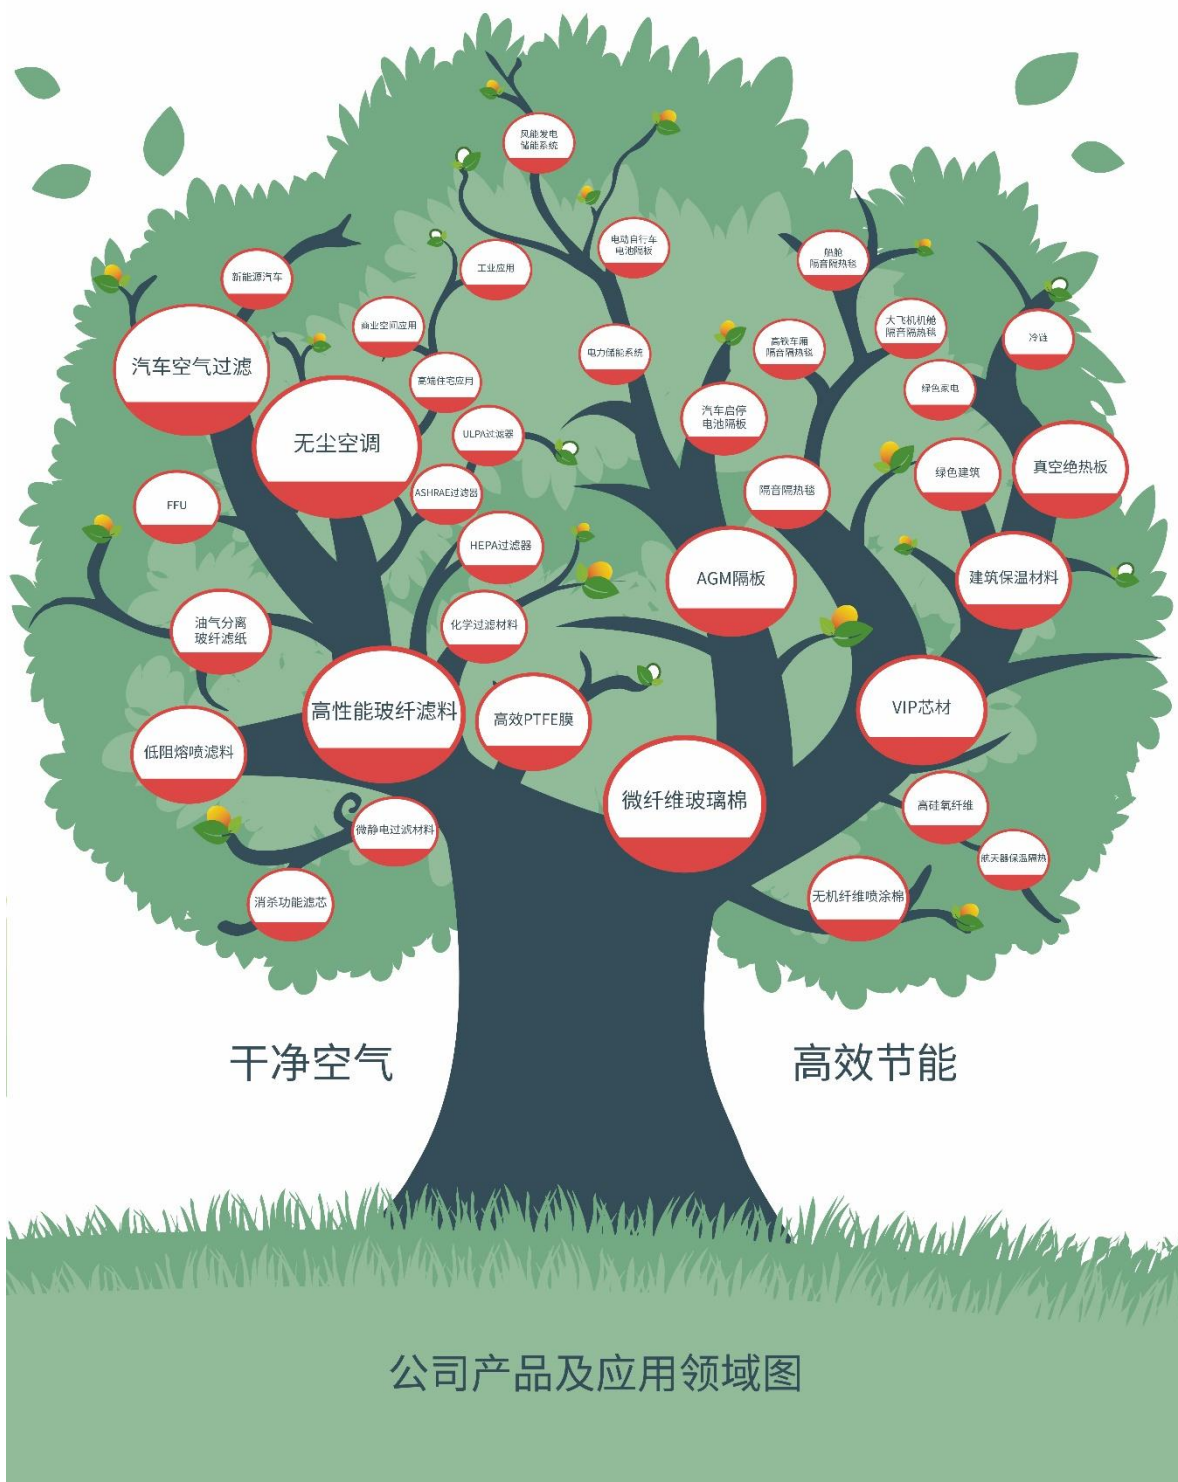 风能发电
储能系统
电动自行车
电池隔板
船舱
隔音隔热毯
新能源汽车
工业应用
商业空间应用
大飞机机舱
隔音隔热毯
冷链
高铁车厢
隔音隔热毯
电力储能系统
汽车空气过滤
高端住宅应用
绿色家电
汽车启停
电池隔板
无尘空调
ULPA过滤器
绿色建筑
真空绝热板
ASHRAE过滤器
隔音隔热毯
FFU
HEPA过滤器
AGM隔板
建筑保温材料
油气分离
玻纤滤纸
化学过滤材料
高性能玻纤滤料
高效PTFE膜
VIP芯材
低阻熔喷滤料
微纤维玻璃棉
高硅氧纤维
微静电过滤材料
航天器保温隔热
消杀功能滤芯
无机纤维喷涂棉
干净空气
高效节能
公司产品及应用领域图